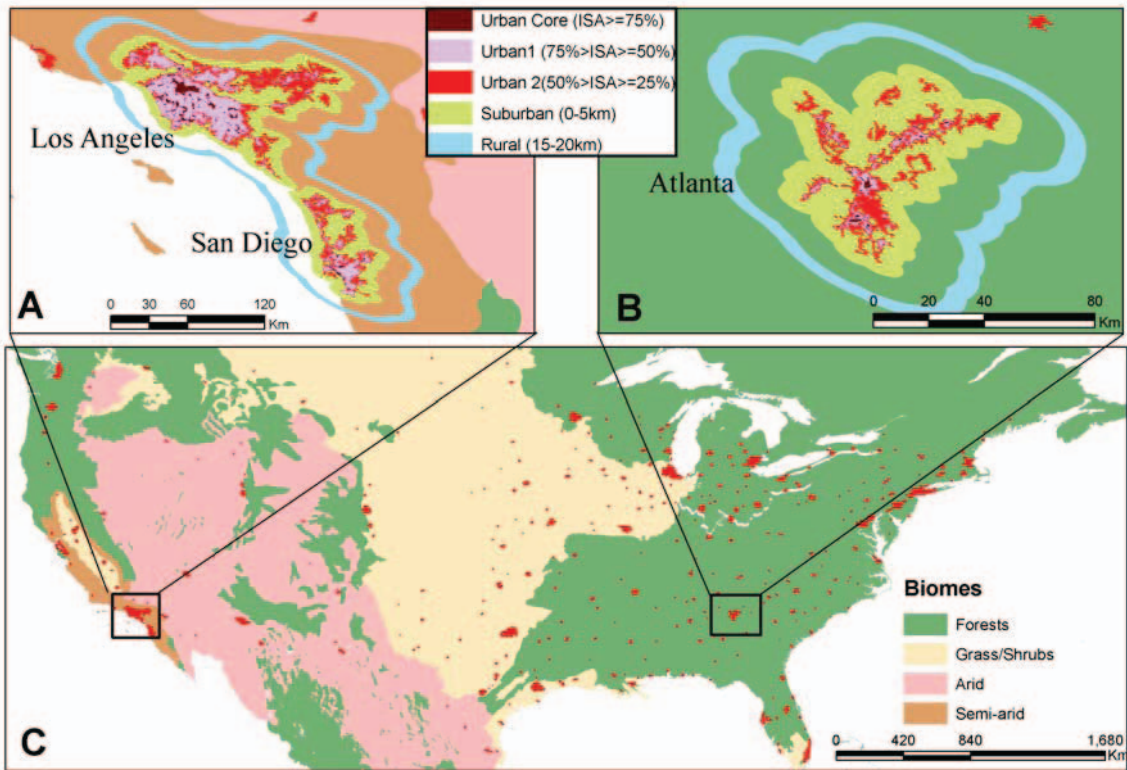 Urban Core (ISA>=75%)
Urban1 (75%>ISA>=50%)
Urban 2(50%>ISA>=25%)
Suburban (0-5km)
Rural (15-20km)
Los Angeles
San Diego
A
0 30 60 120
Km
Atlanta
B
0 20 40 80
Km
Biomes
Forests
Grass/Shrubs
Arid
Semi-arid
C
0 420 840 1,680
Km